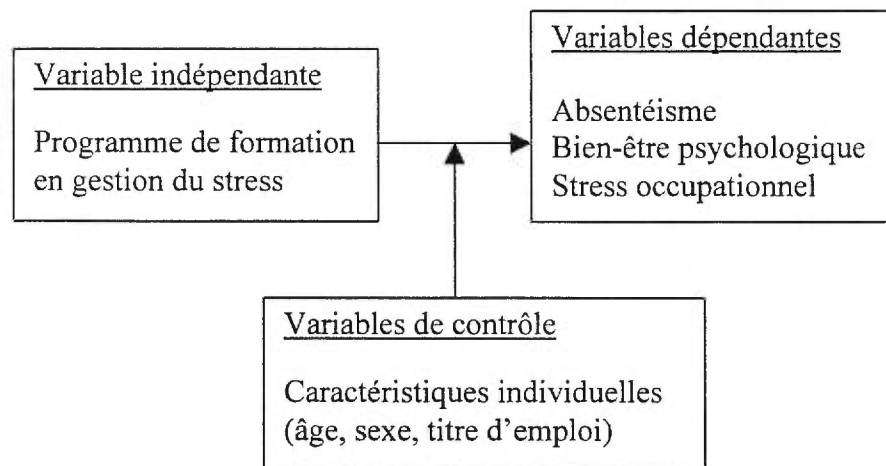 Variable indépendante
Programme de formation
en gestion du stress
Variables dépendantes
Absentéisme
Bien-être psychologique
Stress occupationnel
Variables de contrôle
Caractéristiques individuelles
(âge, sexe, titre d'emploi)